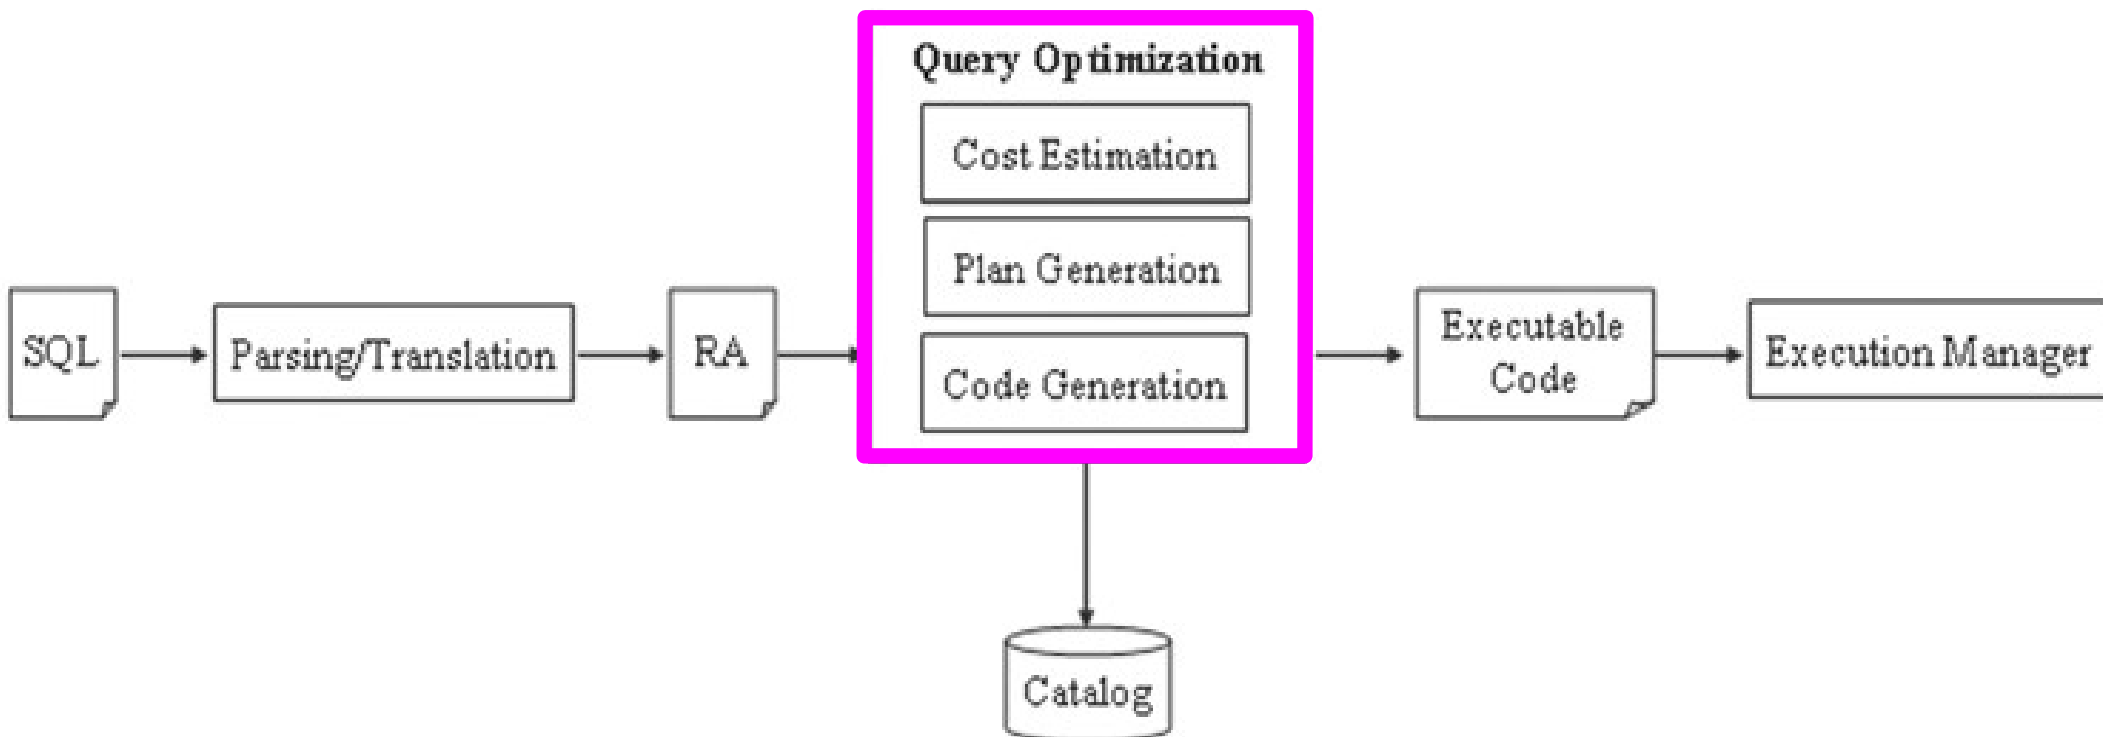 Query Optimization
Cost Estimation
Plan Generation
Code Generation
SQL
Parsing/Translation
RA
Executable
Code
Execution Manager
Catalog